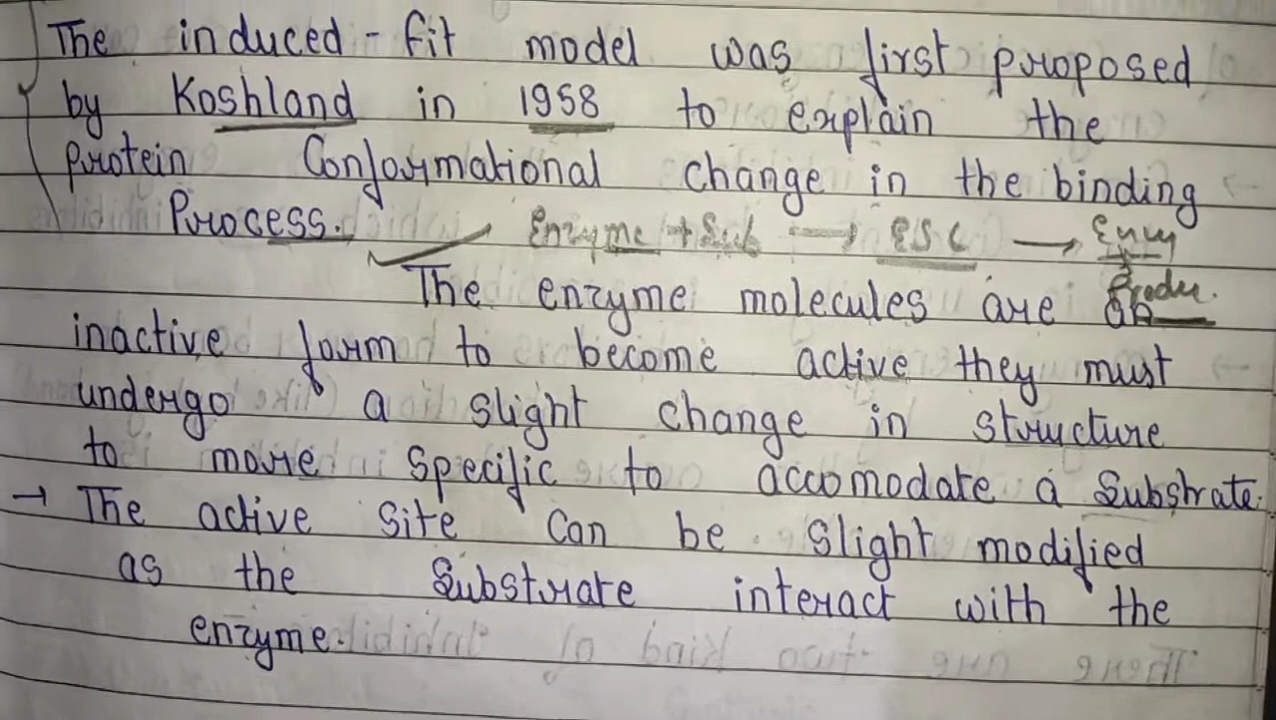 The induced-fit model was first proposed
by Koshland in 1958 to explain the
protein Conformational change in the binding
Process.
Enzyme + Sub → ESC → Enzy
+
Produ.
The enzyme molecules are on
inactive form to become active they must
undergo a slight change in structure
to more specific to accomodate a Substrate.
→ The active site can be slight modified
as the Substrate interact with the
enzyme.